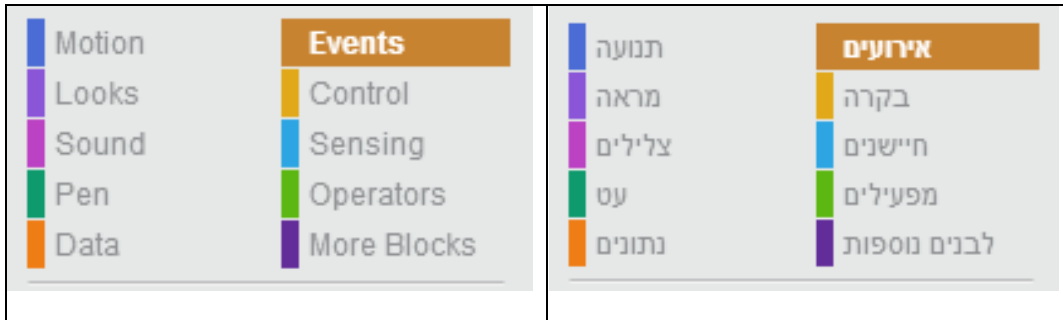 Motion Events
Looks Control
Sound Sensing
Pen Operators
Data More Blocks
תנועה אירועים
מראה בקרה
צלילים חיישנים
עט מפעילים
נתונים לבנים נוספות